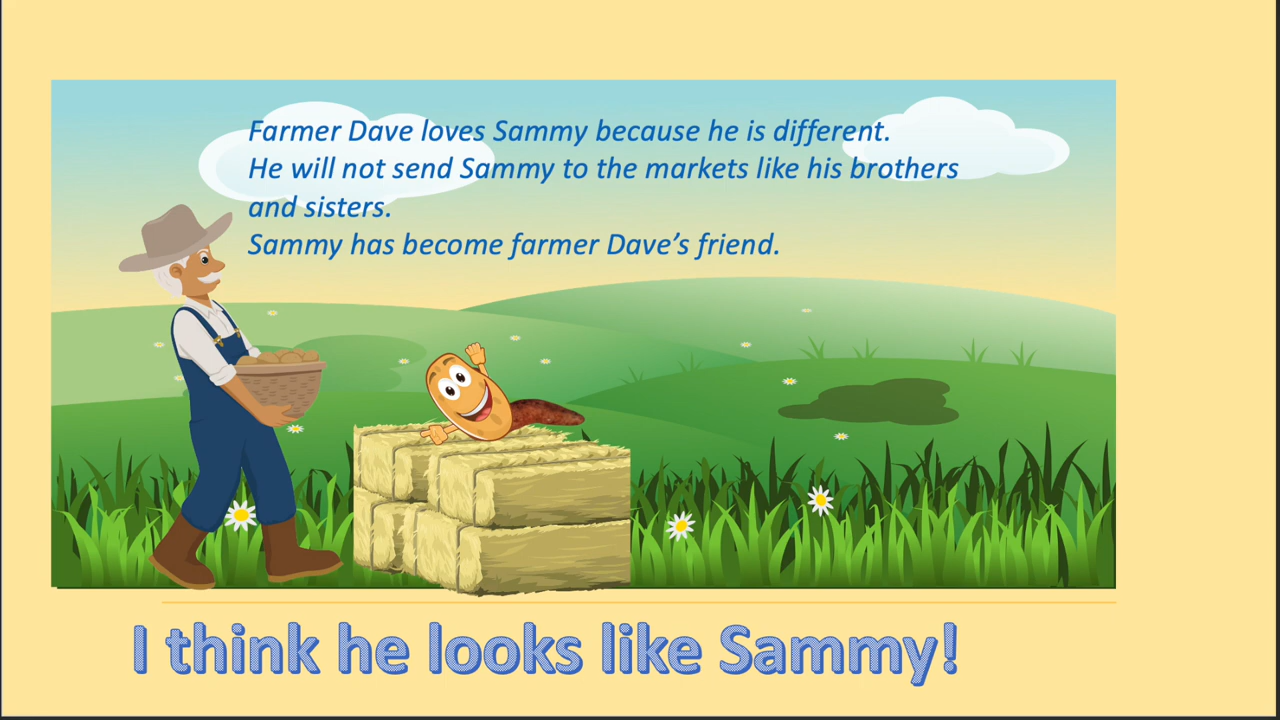 Farmer Dave loves Sammy because he is different.
He will not send Sammy to the markets like his brothers
and sisters.
Sammy has become farmer Dave’s friend.
I think he looks like Sammy!